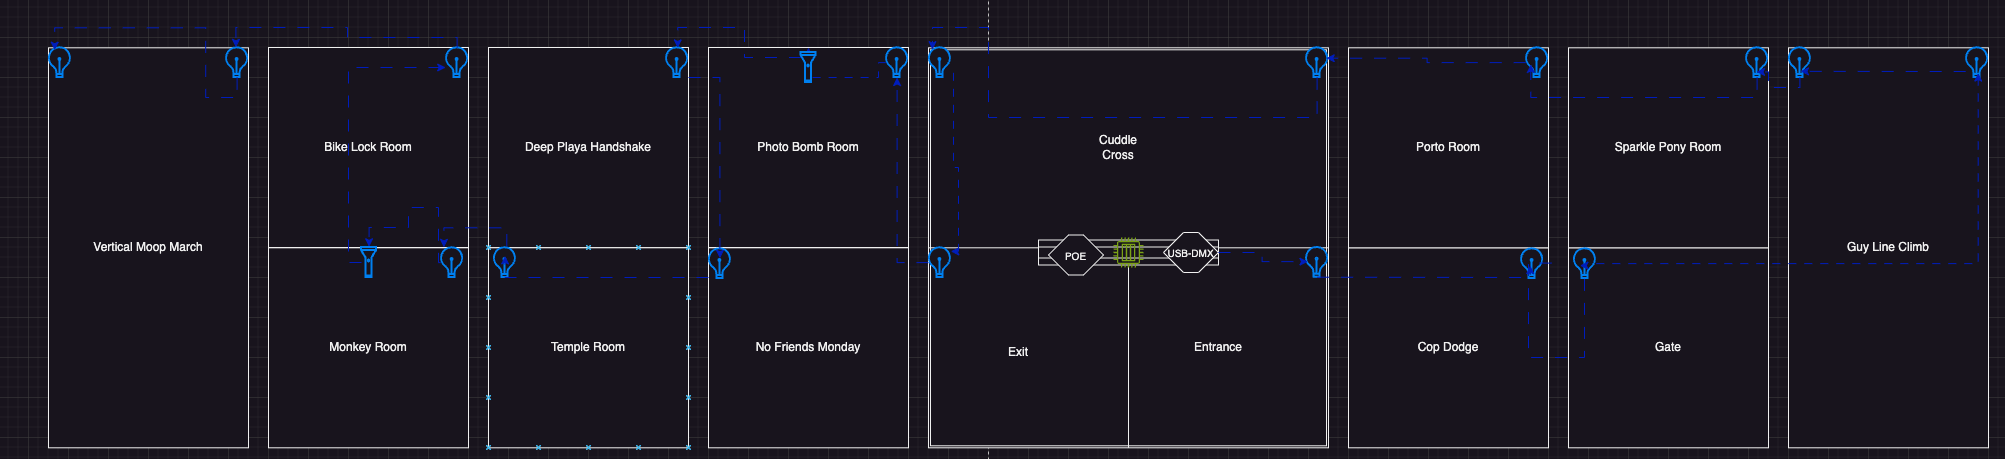 Bike Lock Room
Deep Playa Handshake
Photo Bomb Room
Cuddle
Cross
Porto Room
Sparkle Pony Room
Vertical Moop March
POE
USB-DMX
Guy Line Climb
Monkey Room
Temple Room
No Friends Monday
Exit
Entrance
Cop Dodge
Gate